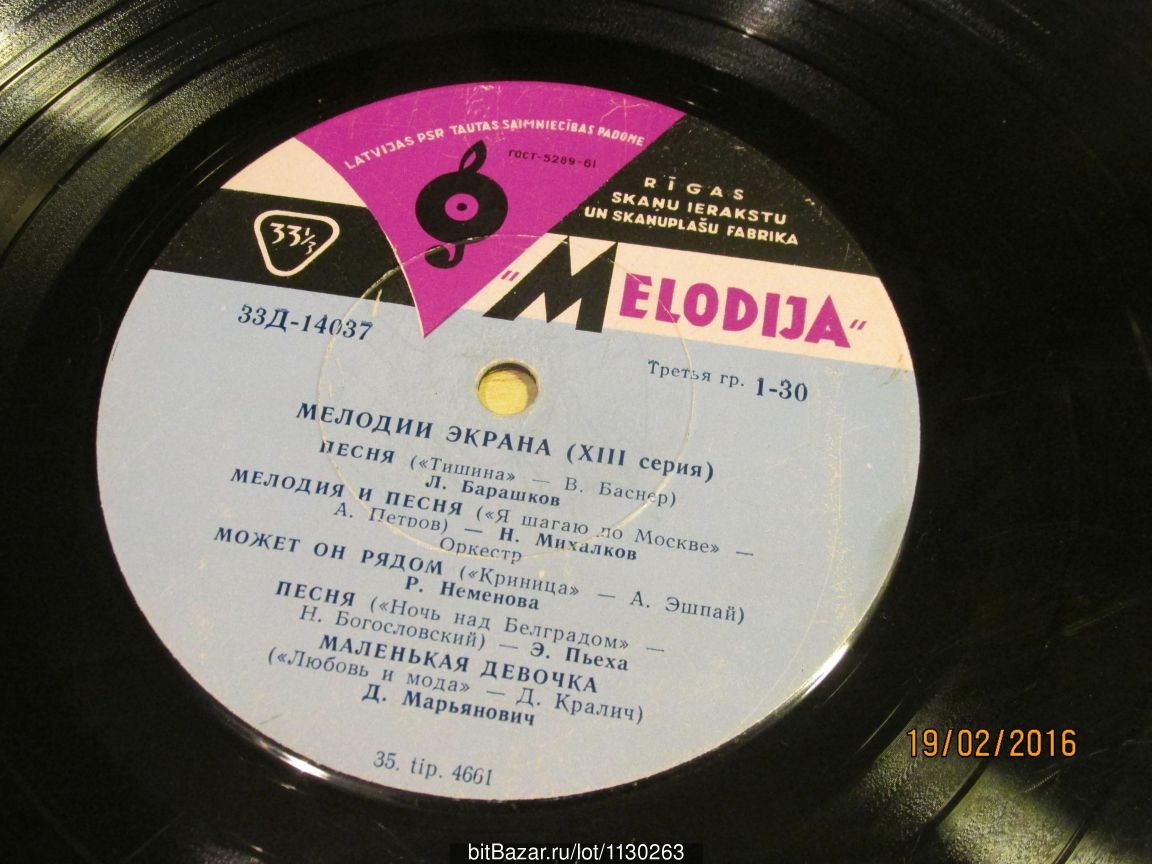 LATVIJAS PSR TAUTAS SAIMNIECĪBAS PADOME
ГОСТ-5289-61
RĪGAS
SKAŅU IERAKSTU
UN SKAŅUPLAŠU FABRIKA
33⅓
"MELODIJA"
33Д-14037
Третья гр. 1-30
МЕЛОДИИ ЭКРАНА (XIII серия)
ПЕСНЯ («Тишина» — В. Баснер)
Л. Барашков
МЕЛОДИЯ И ПЕСНЯ («Я шагаю по Москве» —
А. Петров) — Н. Михалков
Оркестр
МОЖЕТ ОН РЯДОМ («Криница» — А. Эшпай)
Р. Неменова
ПЕСНЯ («Ночь над Белградом» —
Н. Богословский) — Э. Пьеха
МАЛЕНЬКАЯ ДЕВОЧКА
(«Любовь и мода» — Д. Кралич)
Д. Марьянович
35. tip. 4661
19/02/2016
bitBazar.ru/lot/1130263